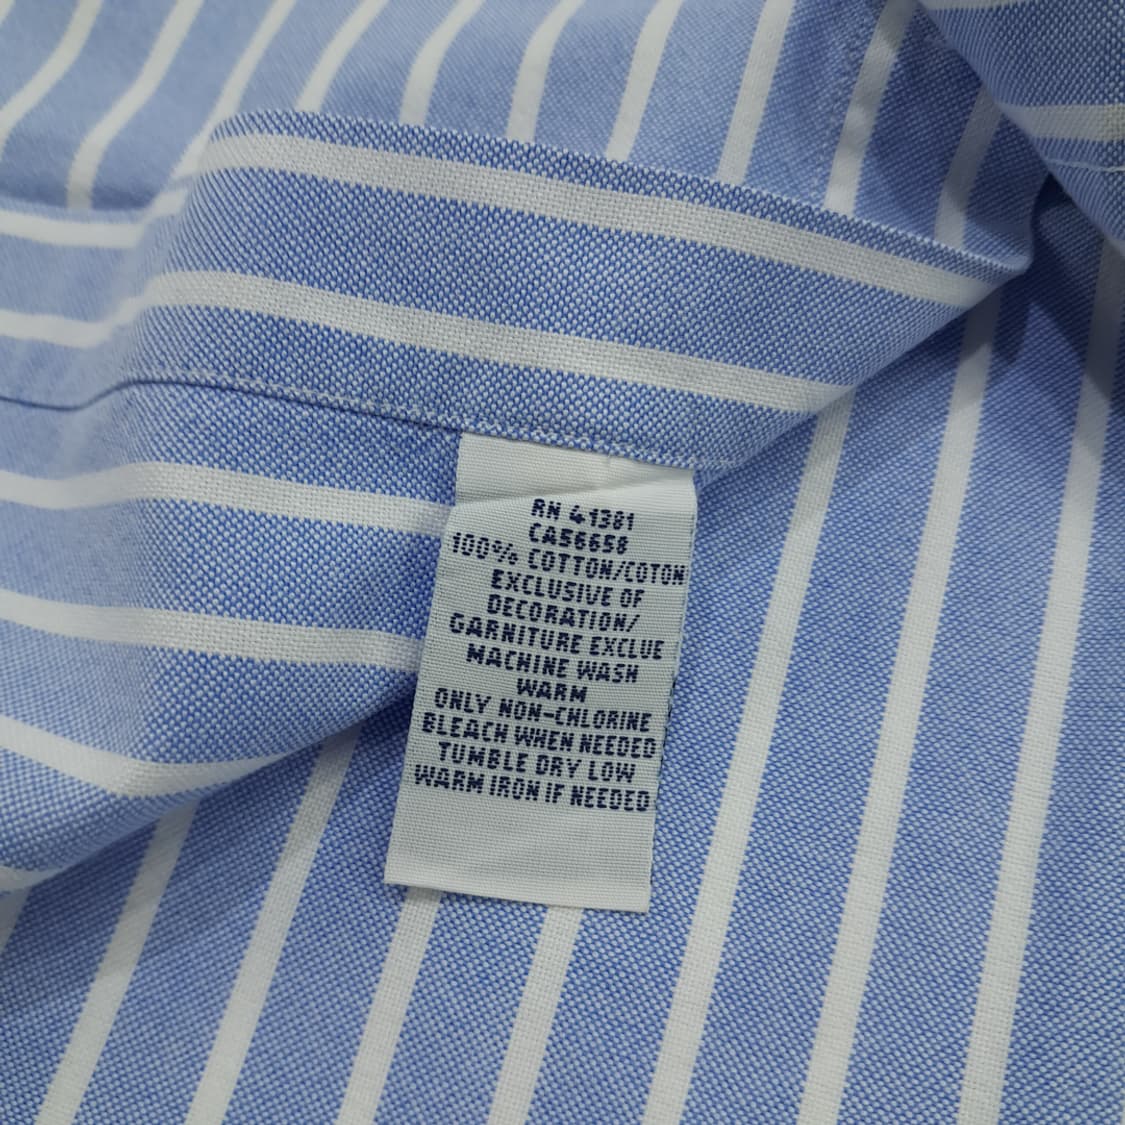 RN 41381
CA56658
100% COTTON/COTON
EXCLUSIVE OF
DECORATION/
GARNITURE EXCLUE
MACHINE WASH
WARM
ONLY NON-CHLORINE
BLEACH WHEN NEEDED
TUMBLE DRY LOW
WARM IRON IF NEEDED